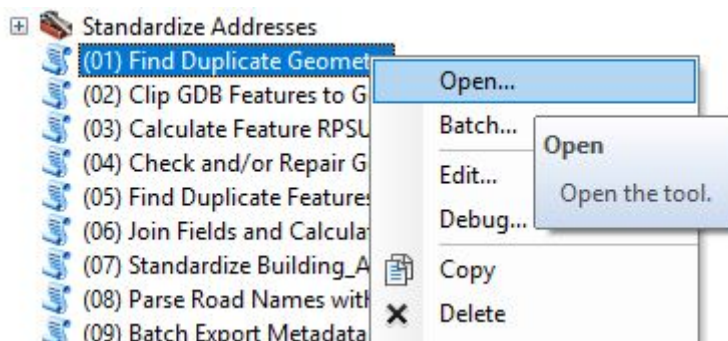 Standardize Addresses
(01) Find Duplicate Geomet
(02) Clip GDB Features to G
(03) Calculate Feature RPSU
(04) Check and/or Repair G
(05) Find Duplicate Features
(06) Join Fields and Calcula
(07) Standardize Building_A
(08) Parse Road Names with
(09) Batch Export Metadata
Open...
Batch...
Edit...
Debug...
Copy
Delete
Open
Open the tool.